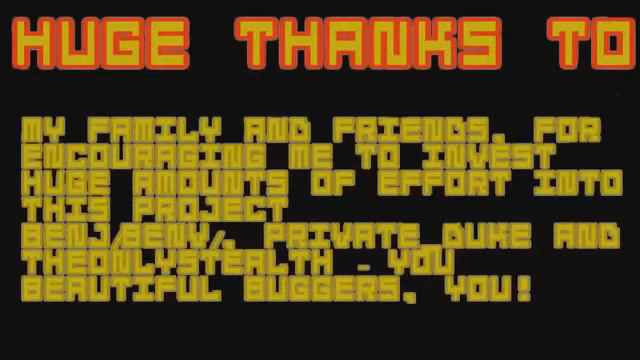 HUGE THANKS TO
MY FAMILY AND FRIENDS, FOR
ENCOURAGING ME TO INVEST
HUGE AMOUNTS OF EFFORT INTO
THIS PROJECT
BENJ/BENV/, PRIVATE DUKE AND
THEONLYSTEALTH - YOU
BEAUTIFUL BUGGERS, YOU!